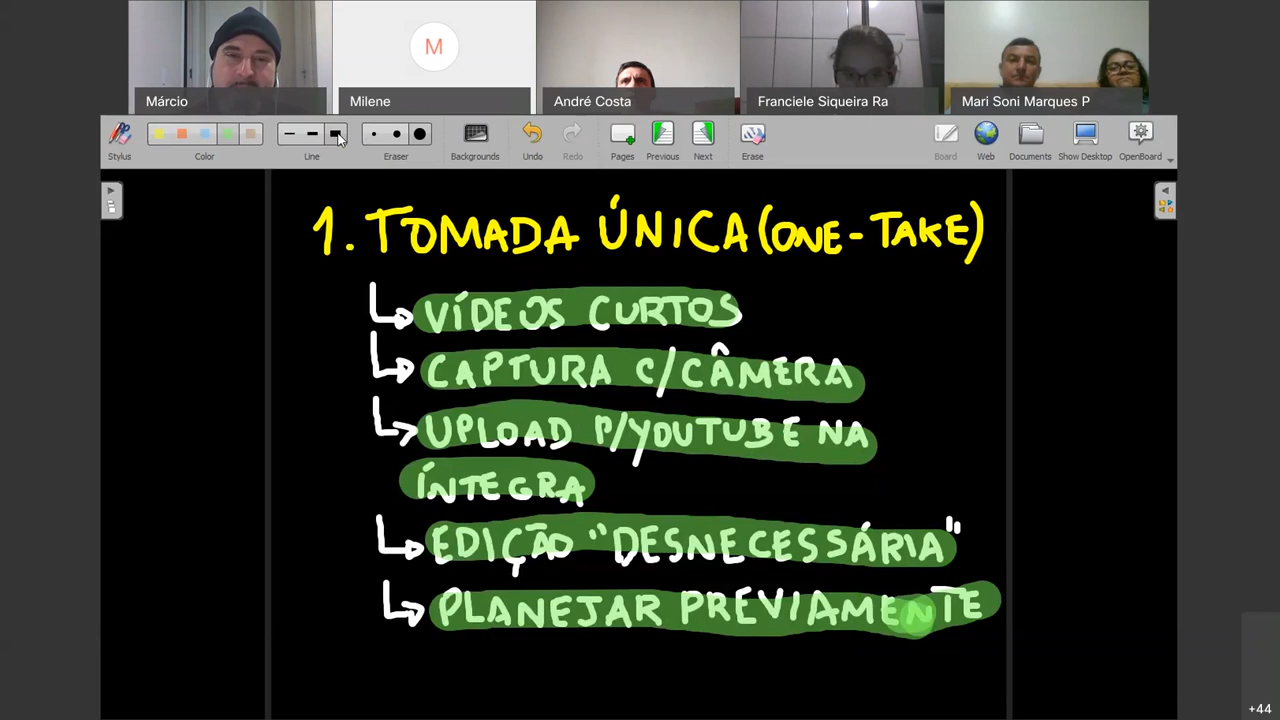 M
Márcio
Milene
André Costa
Franciele Siqueira Ra
Mari Soni Marques P
Stylus
Color
Line
Eraser
Backgrounds
Undo
Redo
Pages
Previous
Next
Erase
Board
Web
Documents
Show Desktop
OpenBoard
1. TOMADA ÚNICA (ONE-TAKE)
VÍDEOS CURTOS
CAPTURA C/CÂMERA
UPLOAD P/YOUTUBE NA
ÍNTEGRA
EDIÇÃO "DESNECESSÁRIA"
PLANEJAR PREVIAMENTE
+44